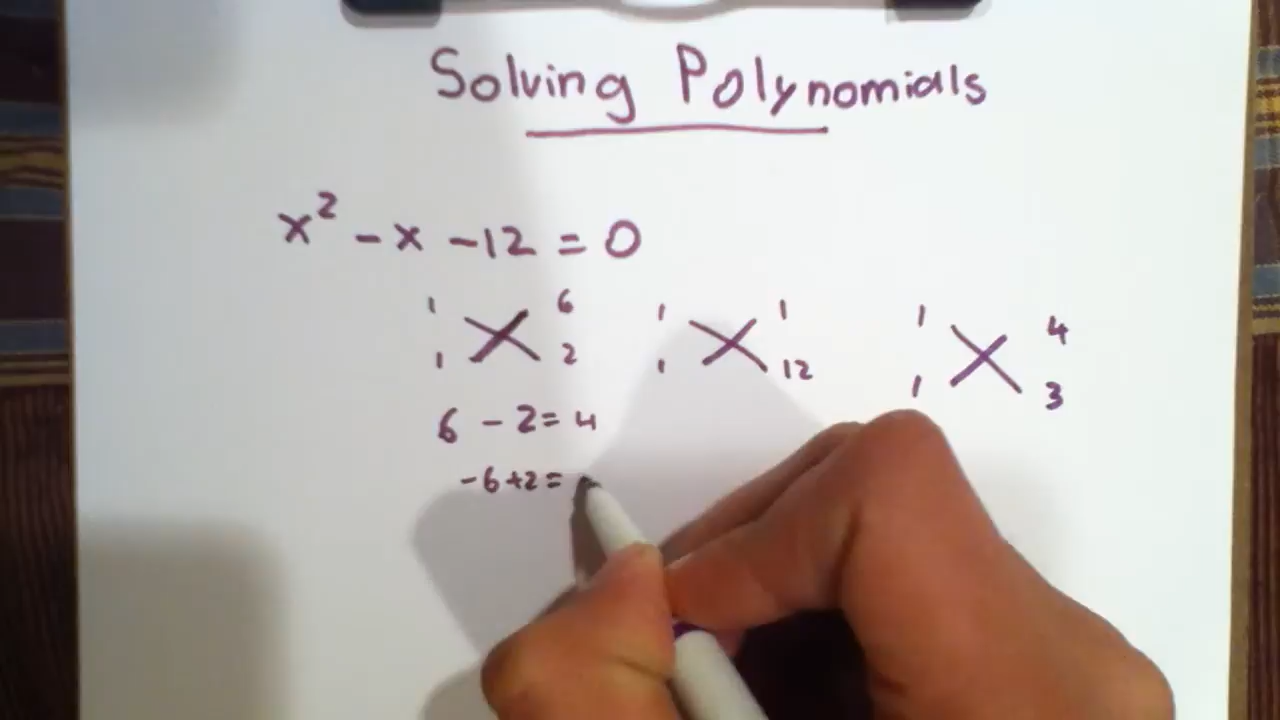 Solving Polynomials
x² - x - 12 = 0
1 6 1 1 1 4
1 2 1 12 1 3
6 - 2 = 4
-6 + 2 =